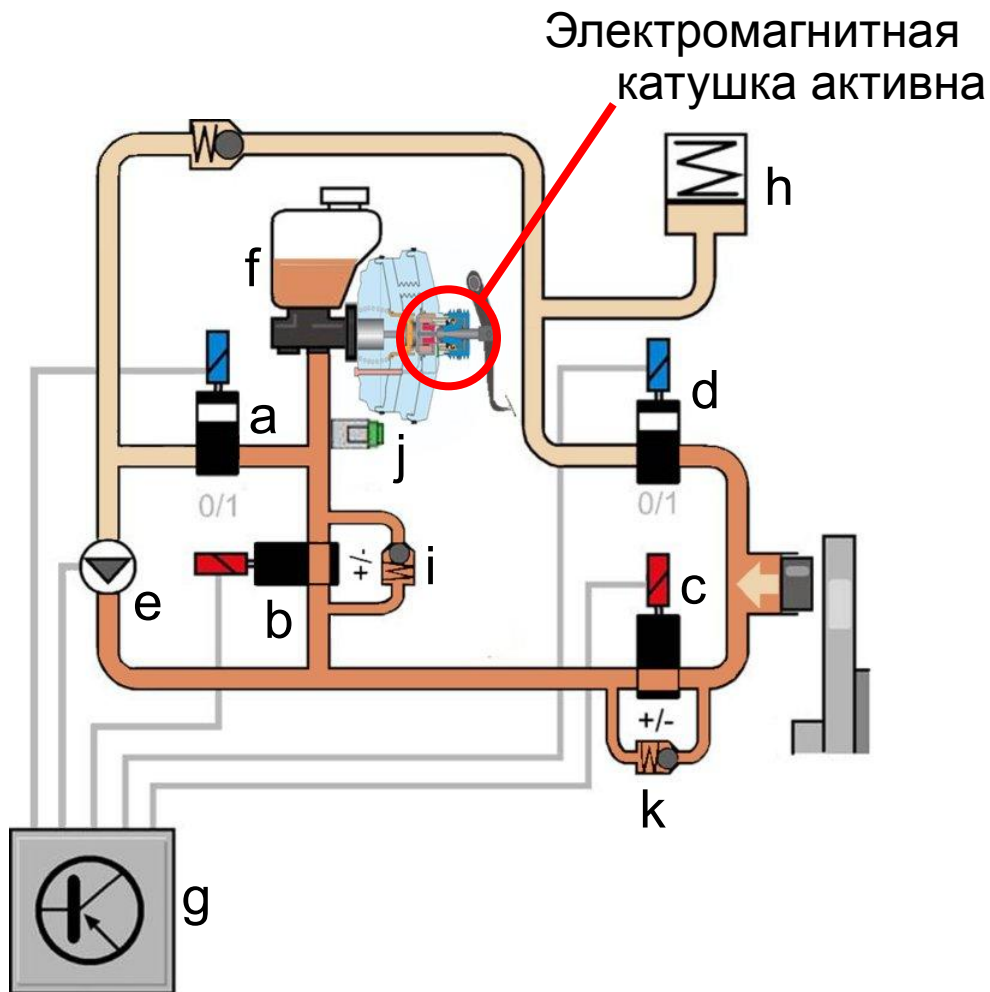 Электромагнитная
катушка активна
h
f
d
a
j
0/1
0/1
+/-
i
c
e
b
+/-
k
g